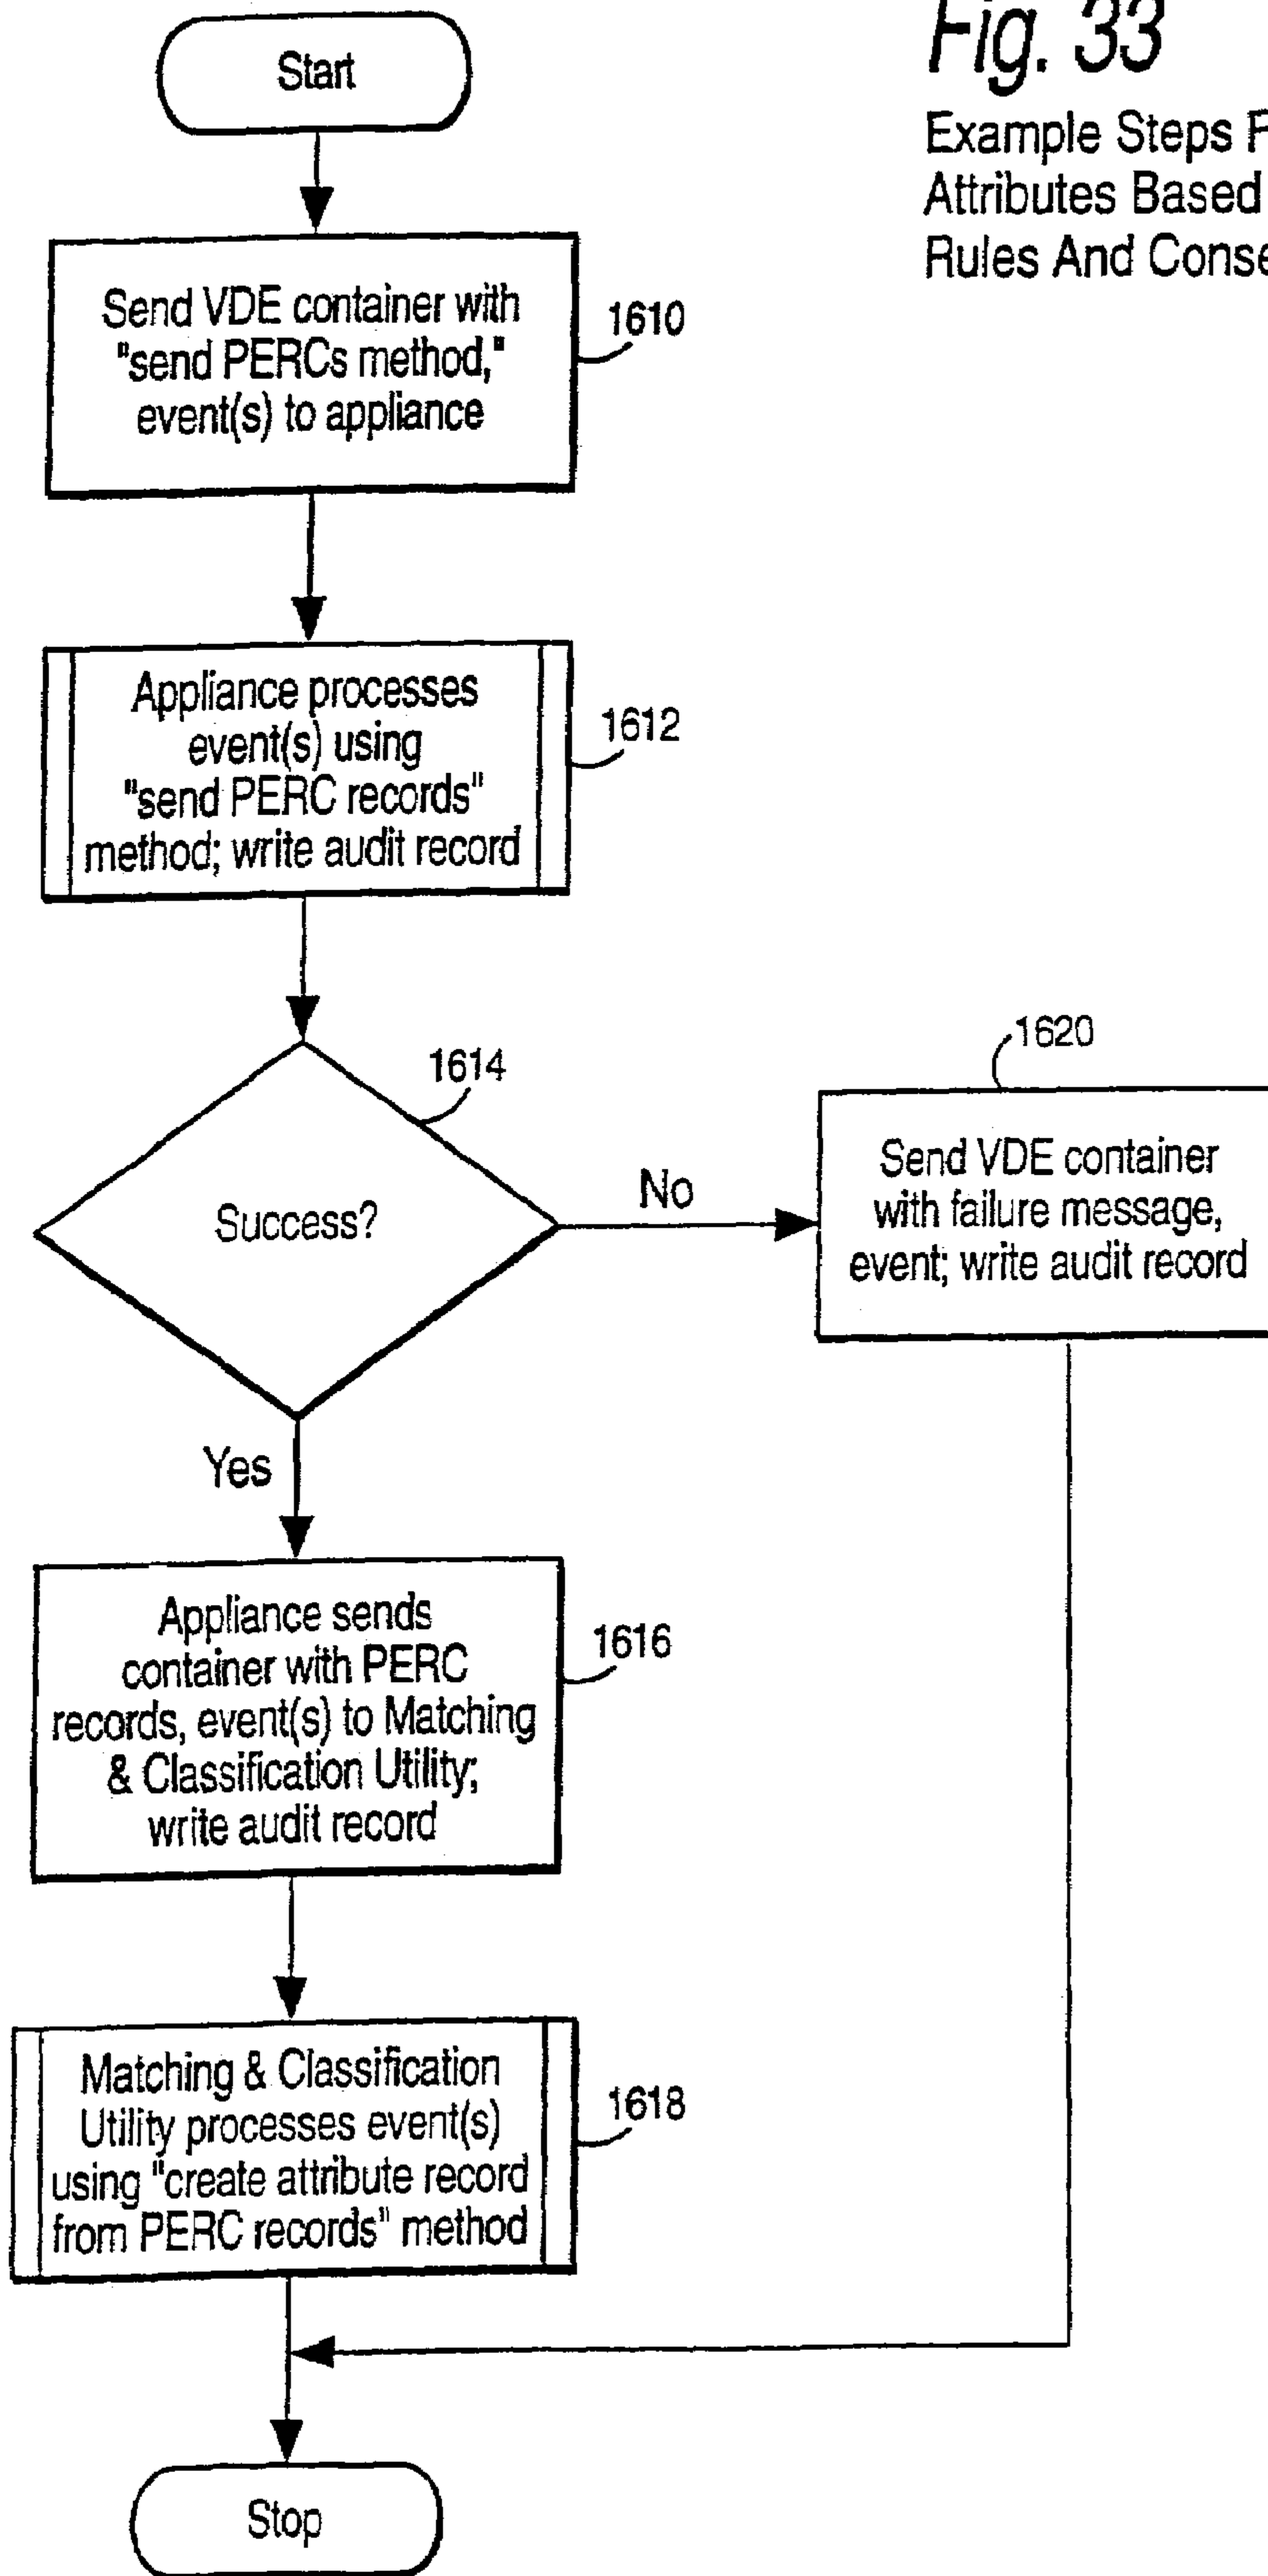 Fig. 33
Example Steps
Attributes Based
Rules And
Start
Send VDE container with
"send PERCs method,"
event(s) to appliance
1610
Appliance processes
event(s) using
"send PERC records"
method; write audit record
1612
1614
Success?
No
1620
Send VDE container
with failure message,
event; write audit record
Yes
Appliance sends
container with PERC
records, event(s) to Matching
& Classification Utility;
write audit record
1616
Matching & Classification
Utility processes event(s)
using "create attribute record
from PERC records" method
1618
Stop